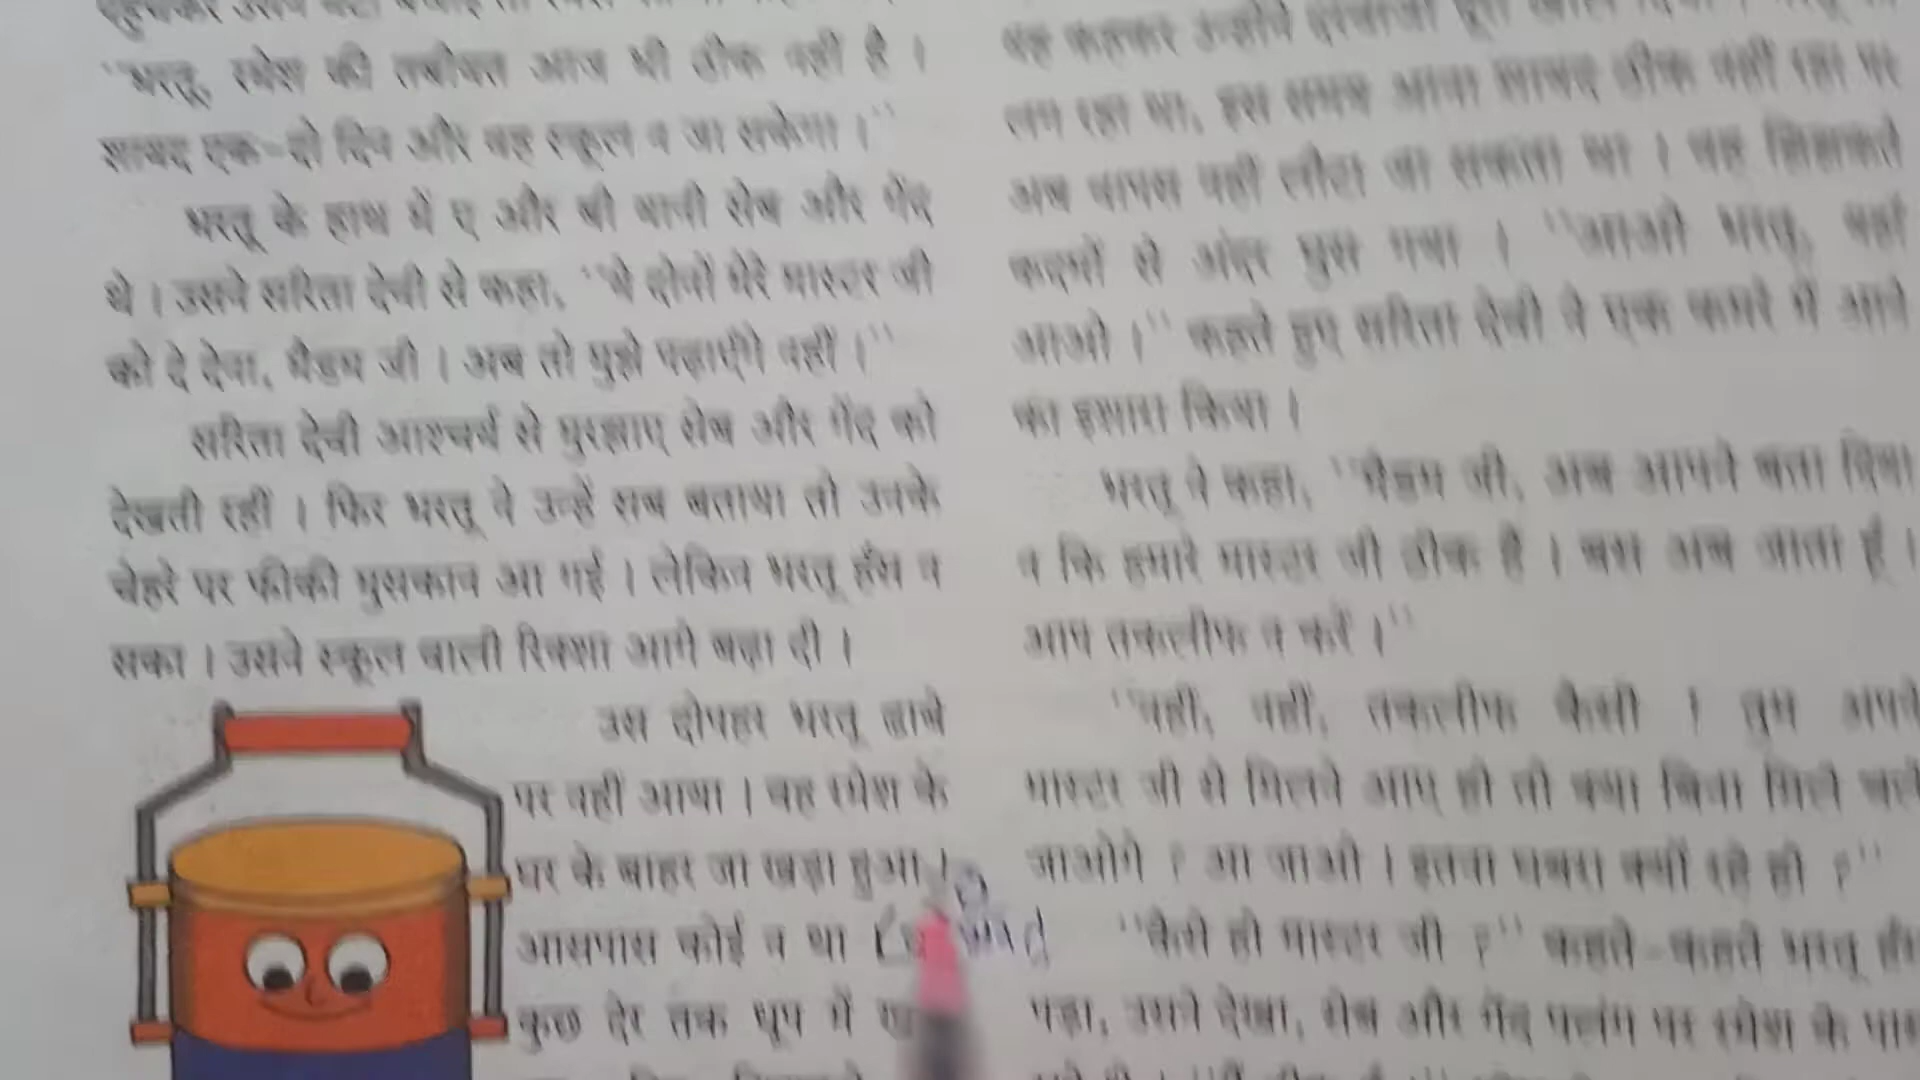 "भरतू, रमेश की तबीयत आज भी ठीक नहीं है ।
शायद एक-दो दिन और वह स्कूल न जा सकेगा ।"
भरतू के हाथ में ए और बी यानी सेब और गेंद
थे । उसने सरिता देवी से कहा, "ये दोनों मेरे मास्टर जी
को दे देना, मैडम जी । अब तो मुझे पढ़ाएँगे नहीं ।"
सरिता देवी आश्चर्य से मुरझाए सेब और गेंद को
देखती रहीं । फिर भरतू ने उन्हें सब बताया तो उनके
चेहरे पर फीकी मुसकान आ गई । लेकिन भरतू हँस न
सका । उसने स्कूल वाली रिक्शा आगे बढ़ा दी ।
उस दोपहर भरतू ढाबे
पर नहीं आया । वह रमेश के
घर के बाहर जा खड़ा हुआ ।
आसपास कोई न था
कुछ देर तक धूप में
यह कहकर उन्होंने दरवाजा पूरा खोल दिया ।
लग रहा था, इस समय आना शायद ठीक नहीं रहा पर
अब वापस नहीं लौटा जा सकता था । वह झिझकते
कदमों से अंदर घुस गया । "आओ भरतू, यहाँ
आओ ।" कहते हुए सरिता देवी ने एक कमरे में आने
का इशारा किया ।
भरतू ने कहा, "मैडम जी, अब आपने बता दिया
न कि हमारे मास्टर जी ठीक हैं । बस अब जाता हूँ ।
आप तकलीफ न करें ।"
"नहीं, नहीं, तकलीफ कैसी ! तुम अपने
मास्टर जी से मिलने आए हो तो क्या बिना मिले चले
जाओगे ? आ जाओ । इतना घबरा क्यों रहे हो ?"
"कैसे हो मास्टर जी ?" कहते-कहते भरतू हँस
पड़ा, उसने देखा, सेब और गेंद पलंग पर रमेश के पास